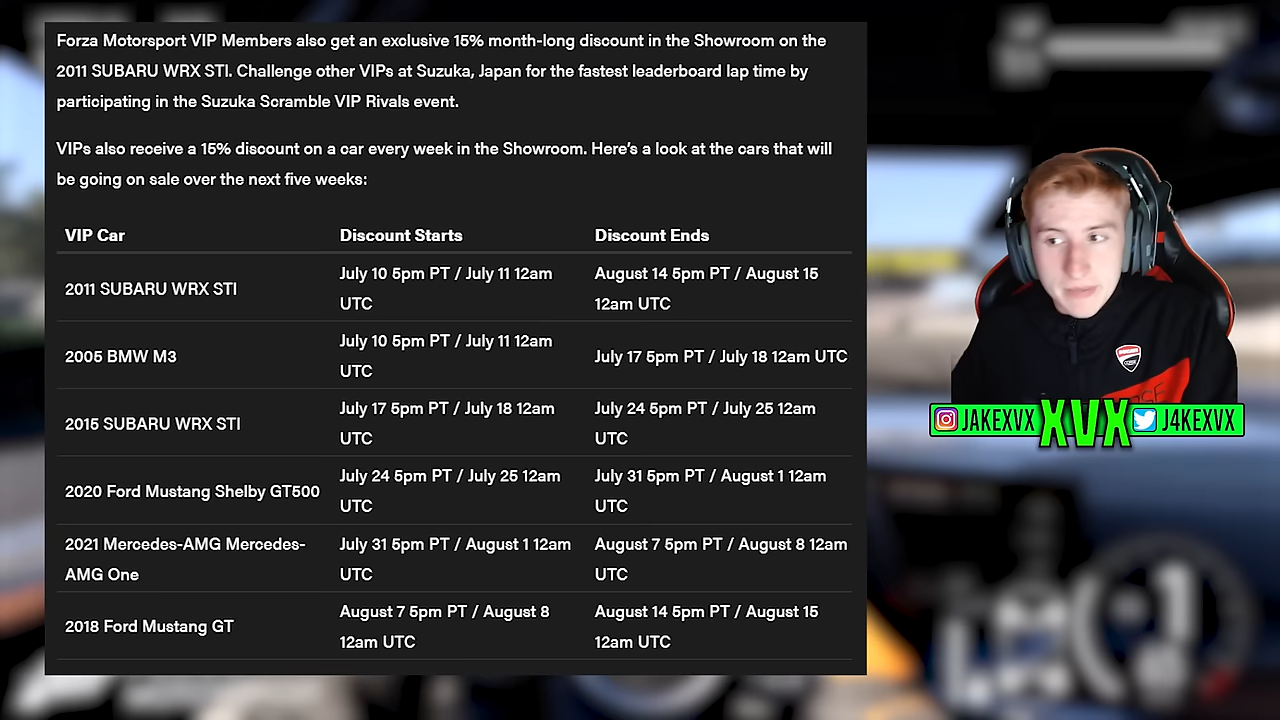 Forza Motorsport VIP Members also get an exclusive 15% month-long discount in the Showroom on the
2011 SUBARU WRX STI. Challenge other VIPs at Suzuka, Japan for the fastest leaderboard lap time by
participating in the Suzuka Scramble VIP Rivals event.
VIPs also receive a 15% discount on a car every week in the Showroom. Here's a look at the cars that will
be going on sale over the next five weeks:
VIP Car Discount Starts Discount Ends
2011 SUBARU WRX STI
July 10 5pm PT / July 11 12am
UTC
August 14 5pm PT / August 15
12am UTC
2005 BMW M3
July 10 5pm PT / July 11 12am
UTC
July 17 5pm PT / July 18 12am UTC
2015 SUBARU WRX STI
July 17 5pm PT / July 18 12am
UTC
July 24 5pm PT / July 25 12am
UTC
2020 Ford Mustang Shelby GT500
July 24 5pm PT / July 25 12am
UTC
July 31 5pm PT / August 1 12am
UTC
2021 Mercedes-AMG Mercedes-
AMG One
July 31 5pm PT / August 1 12am
UTC
August 7 5pm PT / August 8 12am
UTC
2018 Ford Mustang GT
August 7 5pm PT / August 8
12am UTC
August 14 5pm PT / August 15
12am UTC
DUCATI
JAKEXVX XVX J4KEXVX